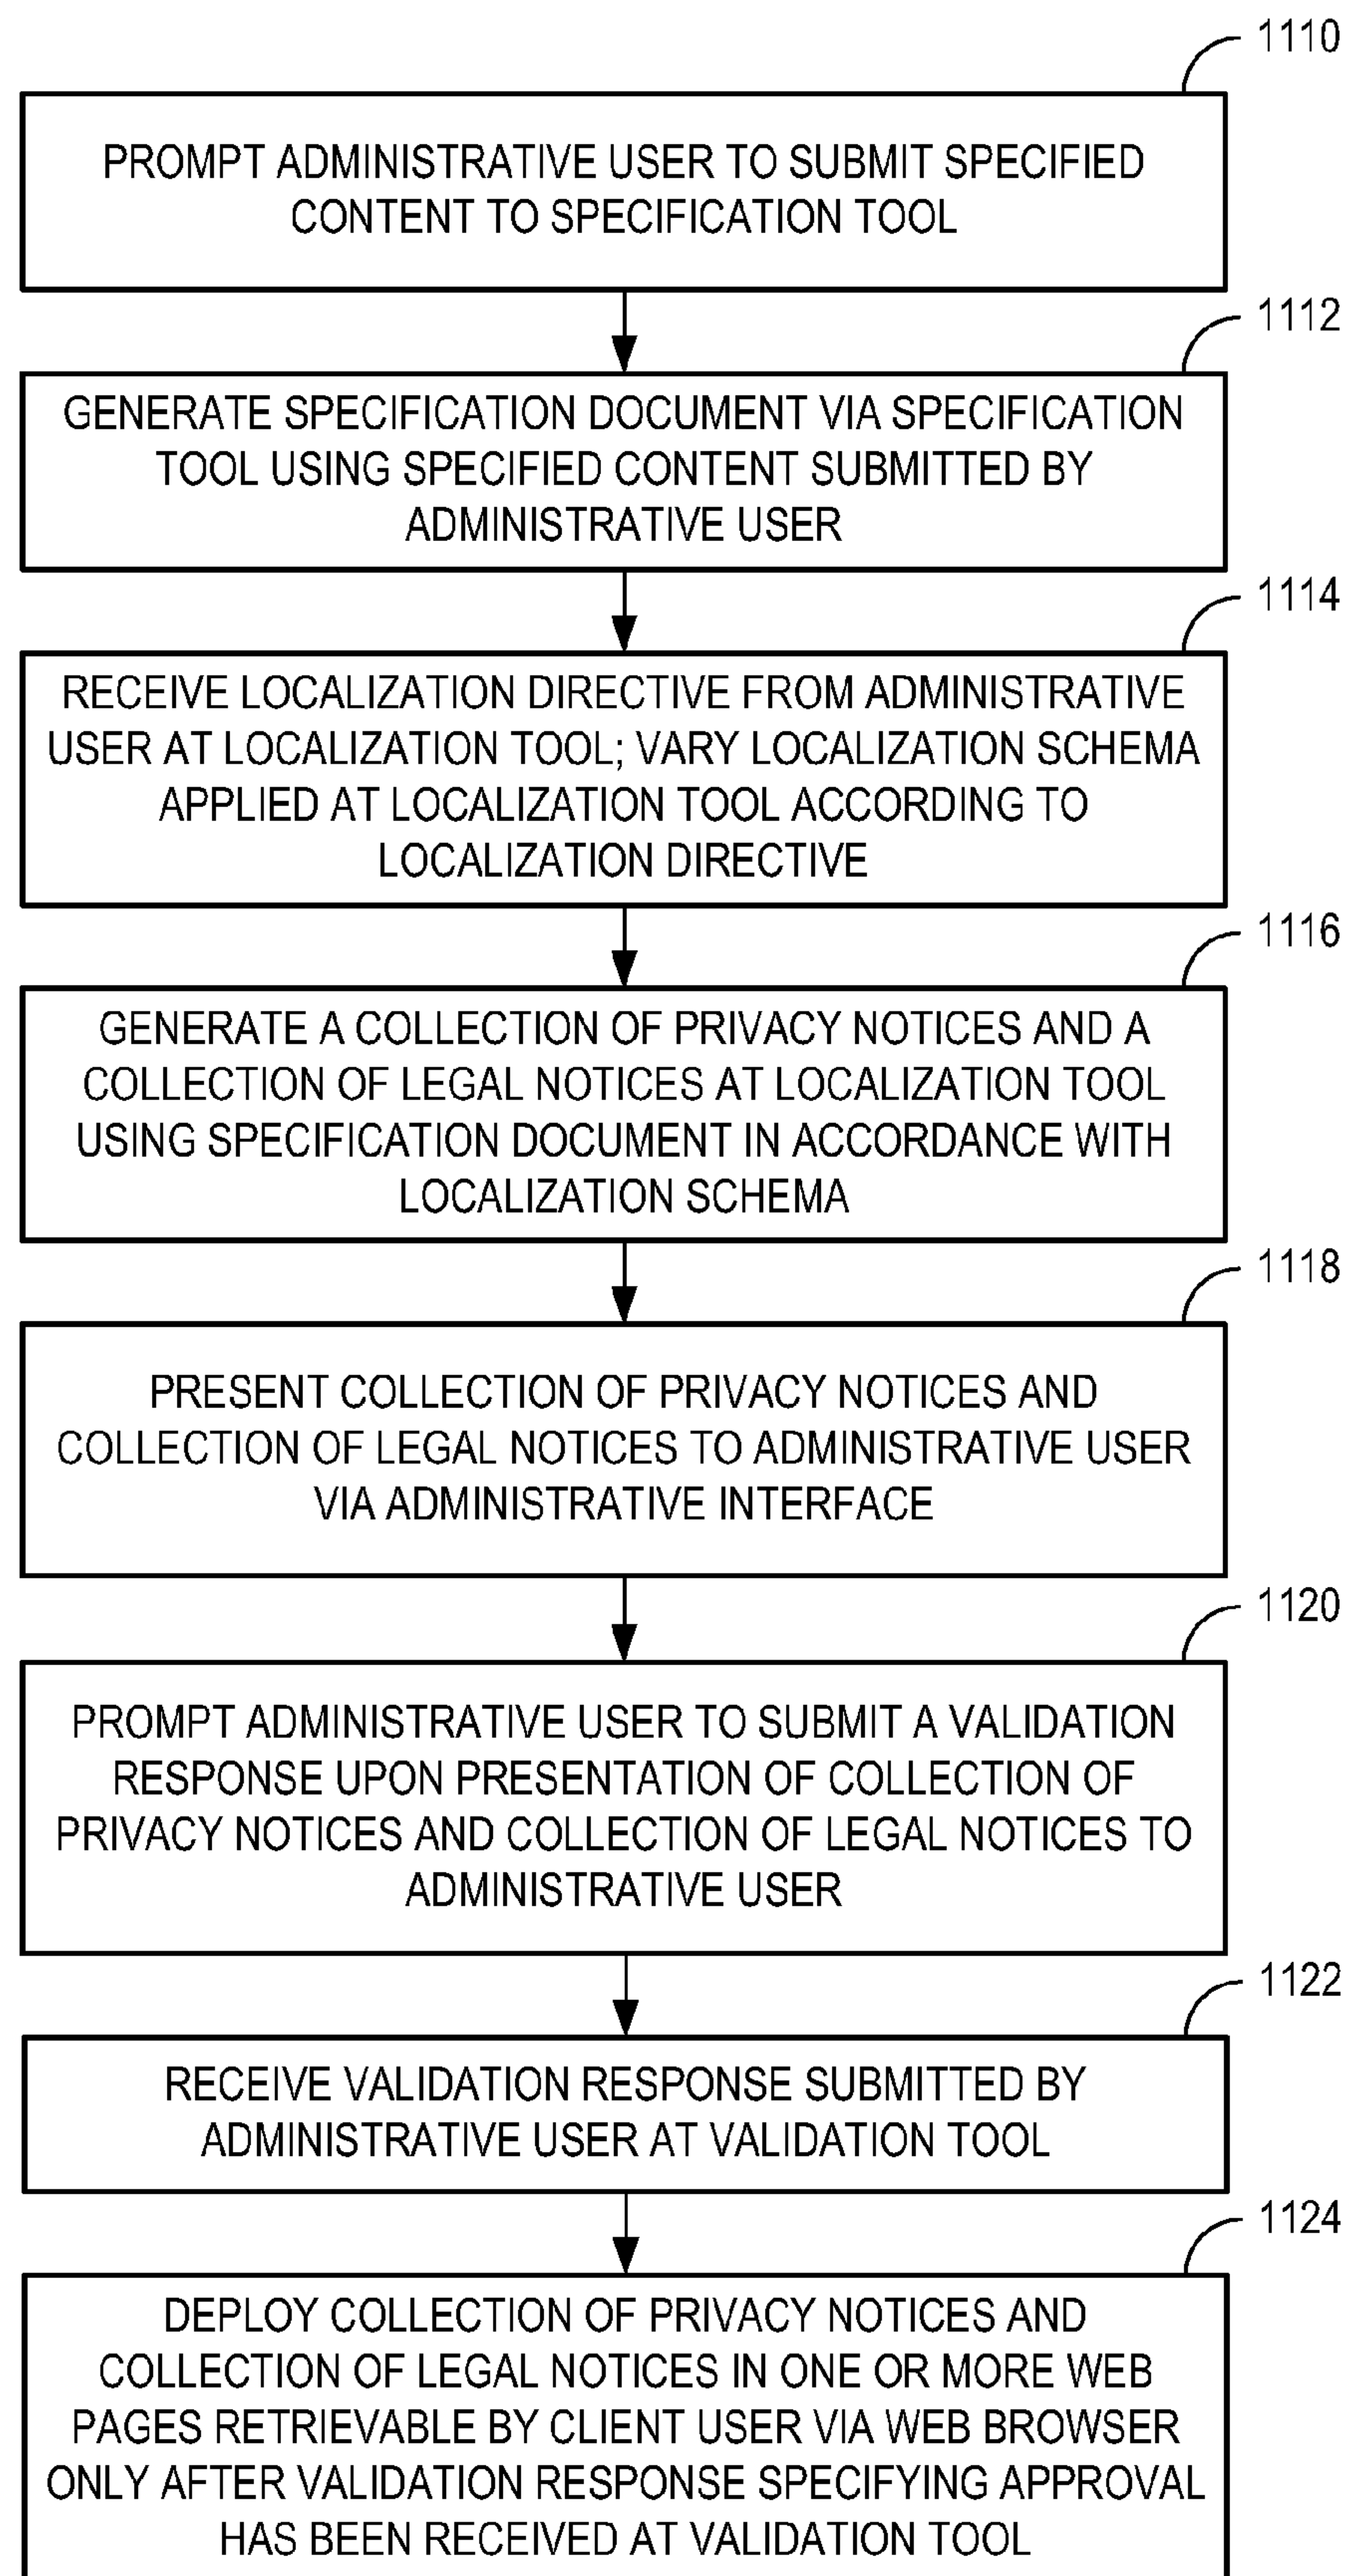 1110
PROMPT ADMINISTRATIVE USER TO SUBMIT SPECIFIED
CONTENT TO SPECIFICATION TOOL
1112
GENERATE SPECIFICATION DOCUMENT VIA SPECIFICATION
TOOL USING SPECIFIED CONTENT SUBMITTED BY
ADMINISTRATIVE USER
1114
RECEIVE LOCALIZATION DIRECTIVE FROM ADMINISTRATIVE
USER AT LOCALIZATION TOOL; VARY LOCALIZATION SCHEMA
APPLIED AT LOCALIZATION TOOL ACCORDING TO
LOCALIZATION DIRECTIVE
1116
GENERATE A COLLECTION OF PRIVACY NOTICES AND A
COLLECTION OF LEGAL NOTICES AT LOCALIZATION TOOL
USING SPECIFICATION DOCUMENT IN ACCORDANCE WITH
LOCALIZATION SCHEMA
1118
PRESENT COLLECTION OF PRIVACY NOTICES AND
COLLECTION OF LEGAL NOTICES TO ADMINISTRATIVE USER
VIA ADMINISTRATIVE INTERFACE
1120
PROMPT ADMINISTRATIVE USER TO SUBMIT A VALIDATION
RESPONSE UPON PRESENTATION OF COLLECTION OF
PRIVACY NOTICES AND COLLECTION OF LEGAL NOTICES TO
ADMINISTRATIVE USER
1122
RECEIVE VALIDATION RESPONSE SUBMITTED BY
ADMINISTRATIVE USER AT VALIDATION TOOL
1124
DEPLOY COLLECTION OF PRIVACY NOTICES AND
COLLECTION OF LEGAL NOTICES IN ONE OR MORE WEB
PAGES RETRIEVABLE BY CLIENT USER VIA WEB BROWSER
ONLY AFTER VALIDATION RESPONSE SPECIFYING APPROVAL
HAS BEEN RECEIVED AT VALIDATION TOOL